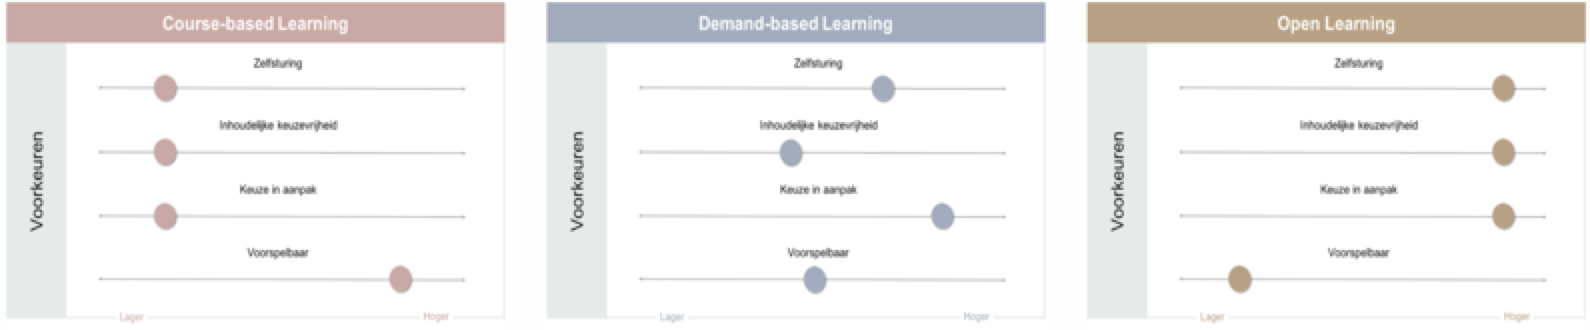 Course-based Learning
Voorkeuren
Zelfsturing
Inhoudelijke keuzevrijheid
Keuze in aanpak
Voorspelbaar
Lager
Hoger
Demand-based Learning
Voorkeuren
Zelfsturing
Inhoudelijke keuzevrijheid
Keuze in aanpak
Voorspelbaar
Lager
Hoger
Open Learning
Voorkeuren
Zelfsturing
Inhoudelijke keuzevrijheid
Keuze in aanpak
Voorspelbaar
Lager
Hoger